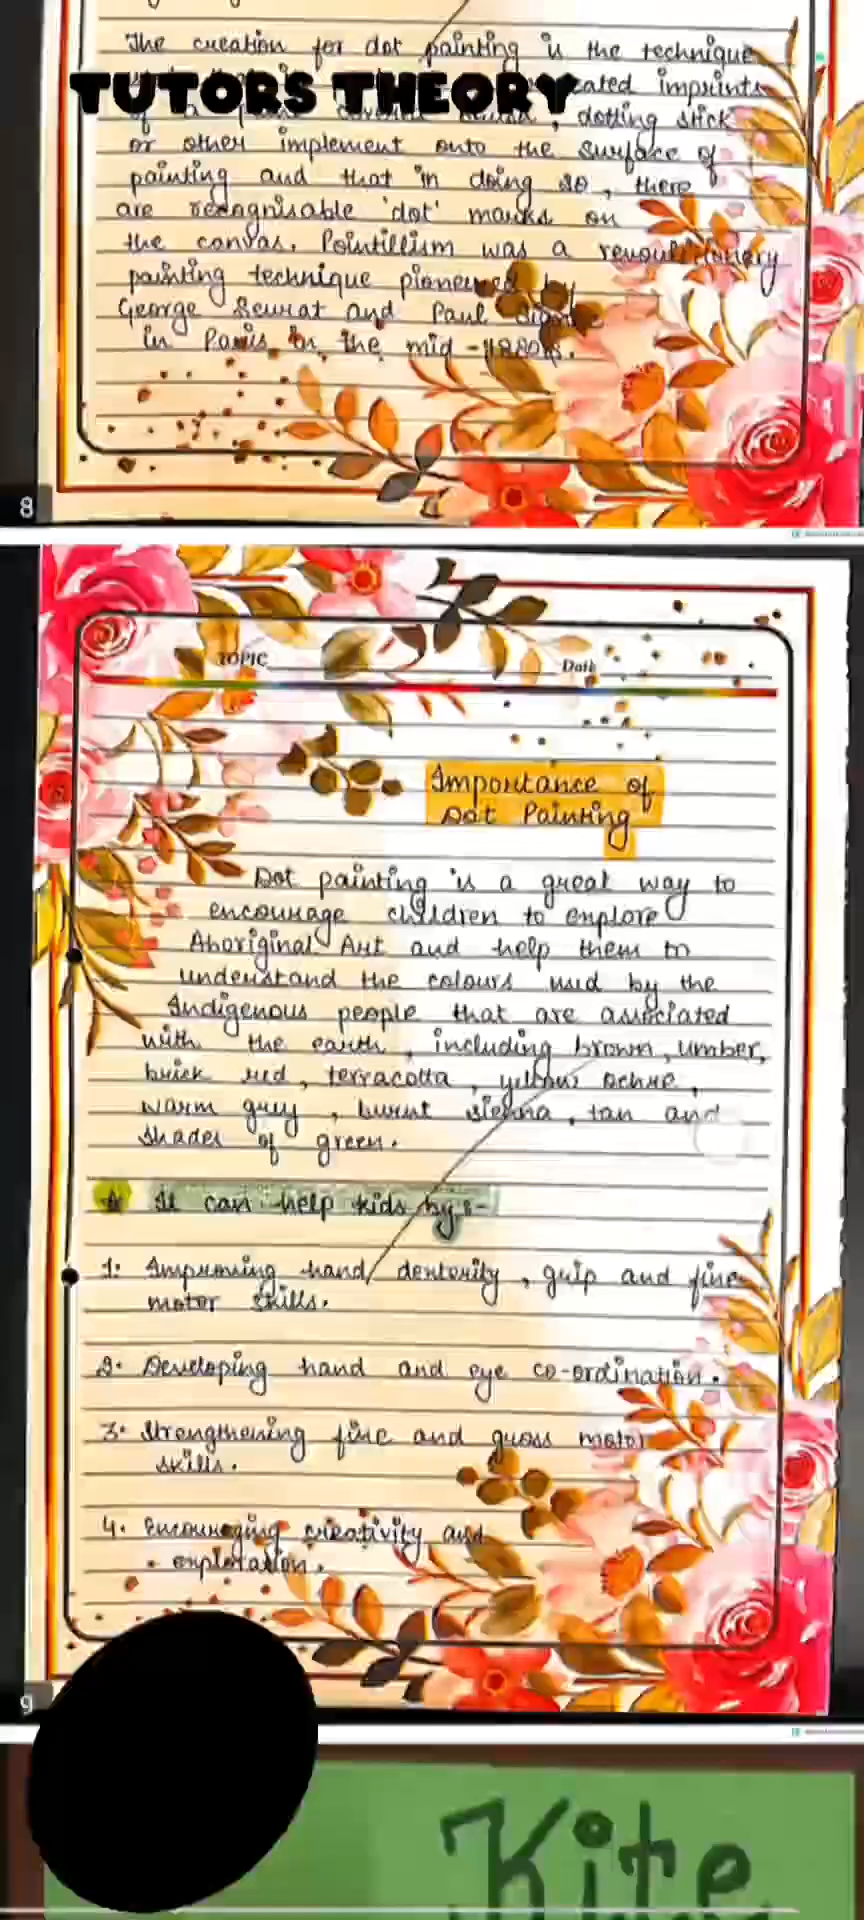 The creation for dot painting is the technique
TUTORS THEORY
imprints
of a dotting stick
or other implement onto the surface of
painting and that in doing so, there
are recognisable 'dot' marks on
the canvas. Pointillism was a
painting technique pioneered by
George Seurat and Paul
in Paris in the mid-1880s.
8
TOPIC Date
Importance of
Dot Painting
Dot painting is a great way to
encourage children to explore
Aboriginal Art and help them to
understand the colours used by the
Indigenous people that are associated
with the earth, including brown, umber,
brick red, terracotta, yellow ochre,
warm grey, burnt sienna, tan and
shades of green.
It can help kids by:-
1. Improving hand dexterity, grip and fine
motor skills.
2. Developing hand and eye co-ordination.
3. Strengthening fine and gross motor
skills.
4. Encouraging creativity and
exploration.
9
Kite